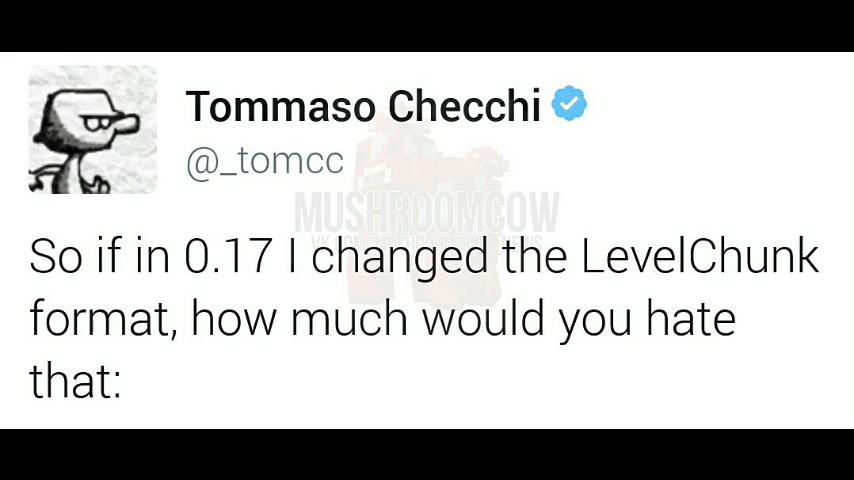 Tommaso Checchi
@_tomcc
MUSHROOMCOW
So if in 0.17 I changed the LevelChunk
format, how much would you hate
that: